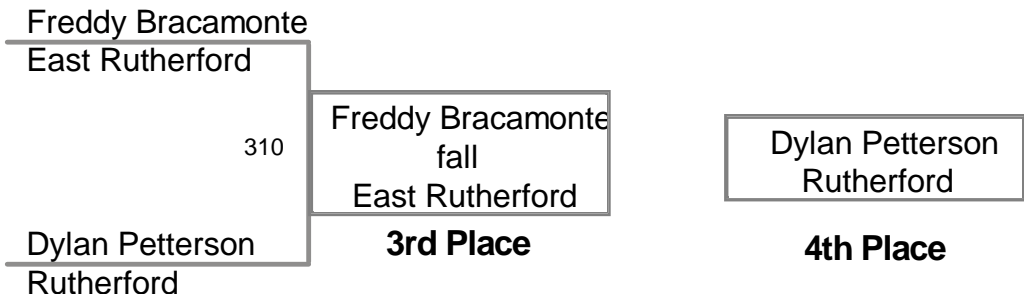 Freddy Bracamonte
East Rutherford
310
Freddy Bracamonte
fall
East Rutherford
3rd Place
Dylan Petterson
Rutherford
4th Place
Dylan Petterson
Rutherford